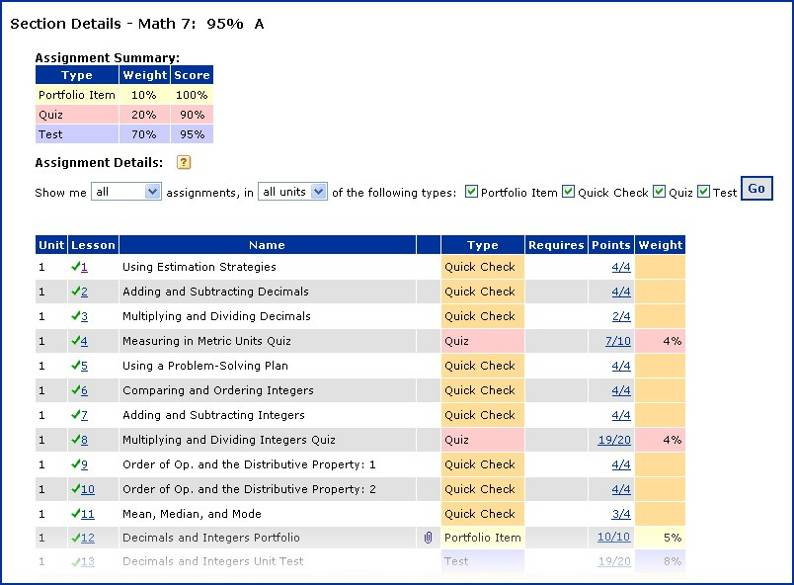 Section Details - Math 7: 95% A
Assignment Summary:
Type Weight Score
Portfolio Item 10% 100%
Quiz 20% 90%
Test 70% 95%
Assignment Details: ?
Show me all assignments, in all units of the following types: Portfolio Item Quick Check Quiz Test Go
Unit Lesson Name Type Requires Points Weight
1 1 Using Estimation Strategies Quick Check 4/4
1 2 Adding and Subtracting Decimals Quick Check 4/4
1 3 Multiplying and Dividing Decimals Quick Check 2/4
1 4 Measuring in Metric Units Quiz Quiz 7/10 4%
1 5 Using a Problem-Solving Plan Quick Check 4/4
1 6 Comparing and Ordering Integers Quick Check 4/4
1 7 Adding and Subtracting Integers Quick Check 4/4
1 8 Multiplying and Dividing Integers Quiz Quiz 19/20 4%
1 9 Order of Op. and the Distributive Property: 1 Quick Check 4/4
1 10 Order of Op. and the Distributive Property: 2 Quick Check 4/4
1 11 Mean, Median, and Mode Quick Check 3/4
1 12 Decimals and Integers Portfolio Portfolio Item 10/10 5%
1 13 Decimals and Integers Unit Test Test 19/20 8%